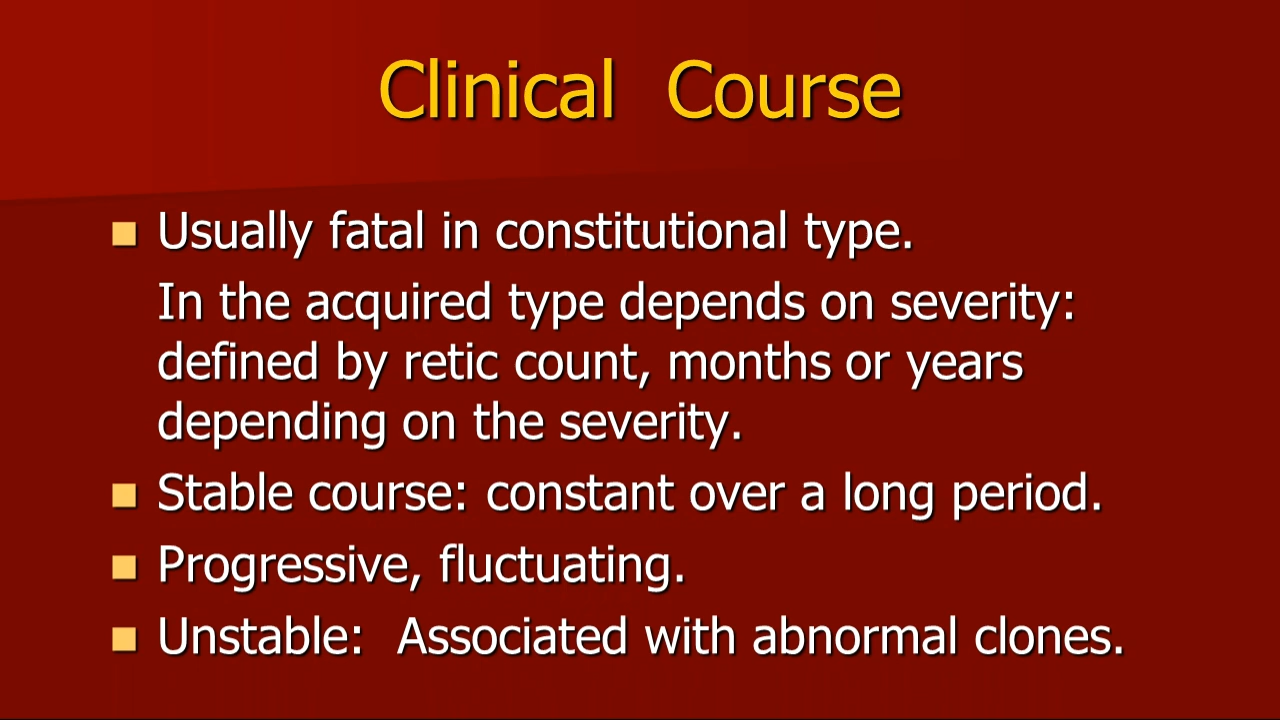 Clinical Course
Usually fatal in constitutional type.
In the acquired type depends on severity:
defined by retic count, months or years
depending on the severity.
Stable course: constant over a long period.
Progressive, fluctuating.
Unstable: Associated with abnormal clones.